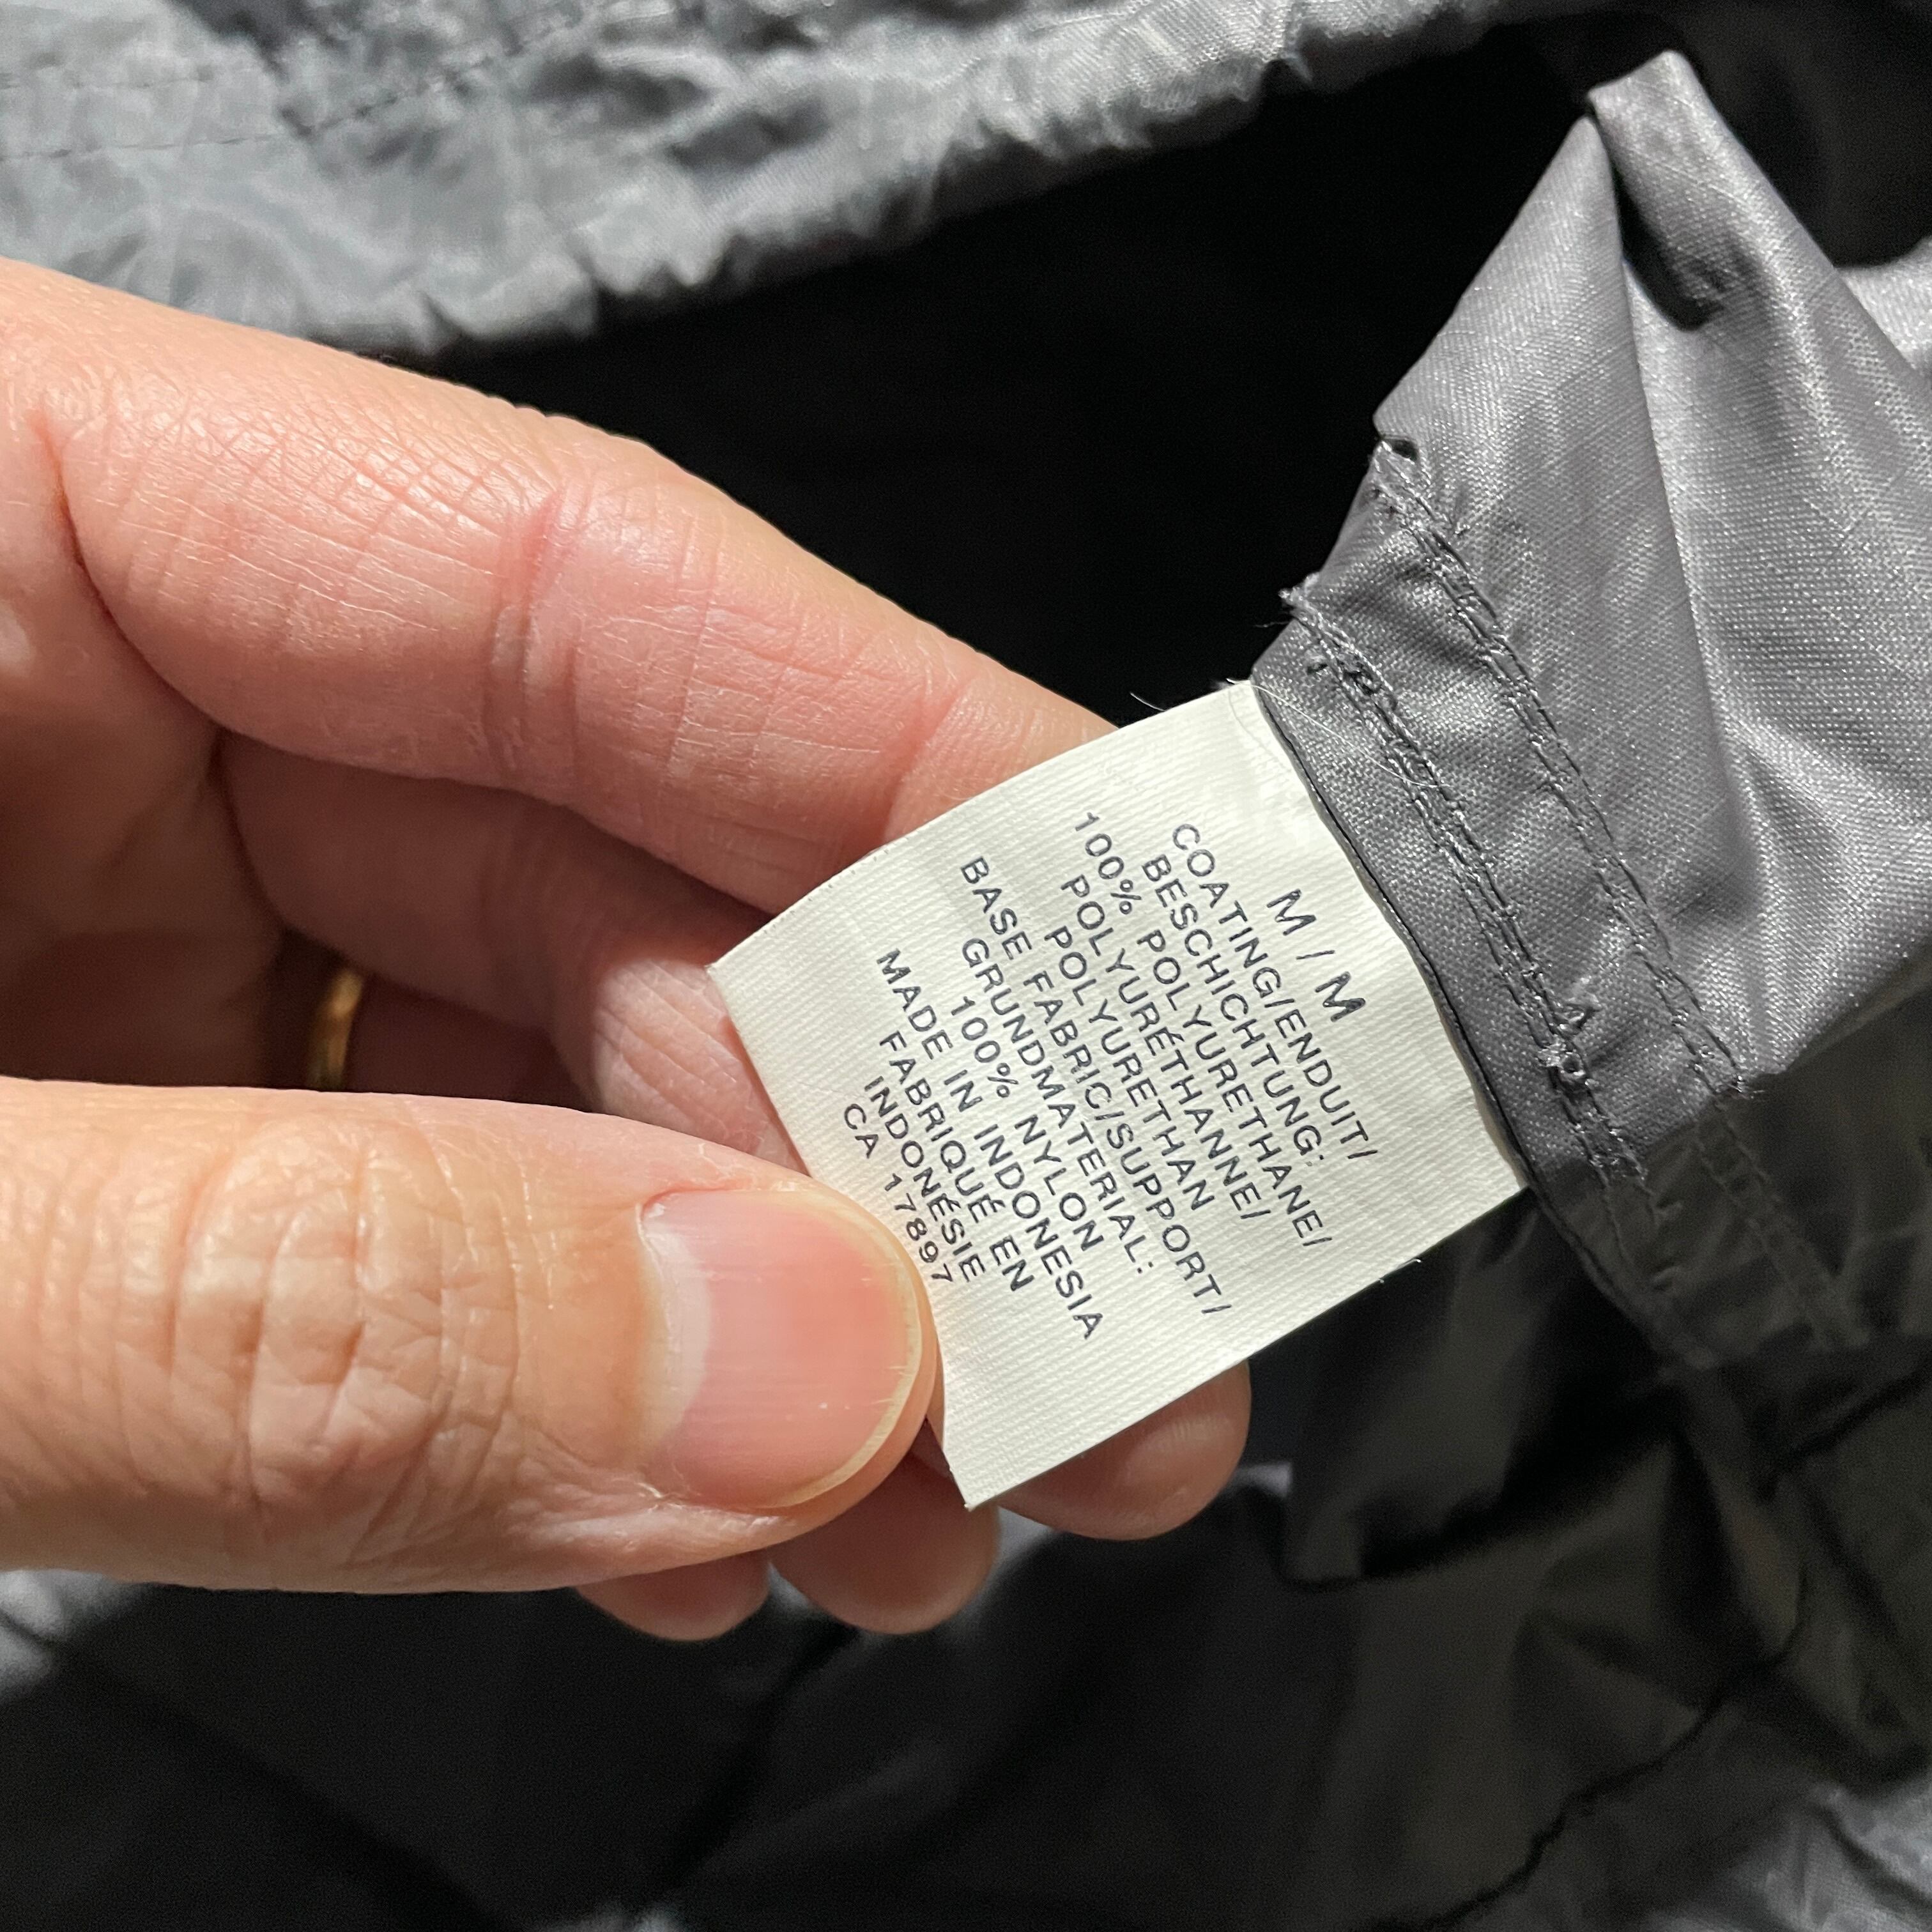 M / M
COATING/ENDUIT/
BESCHICHTUNG:
100% POLYURETHANE/
POLYURÉTHANNE/
POLYURETHAN
BASE FABRIC/SUPPORT/
GRUNDMATERIAL:
100% NYLON
MADE IN INDONESIA
FABRIQUÉ EN
INDONÉSIE
CA 17897